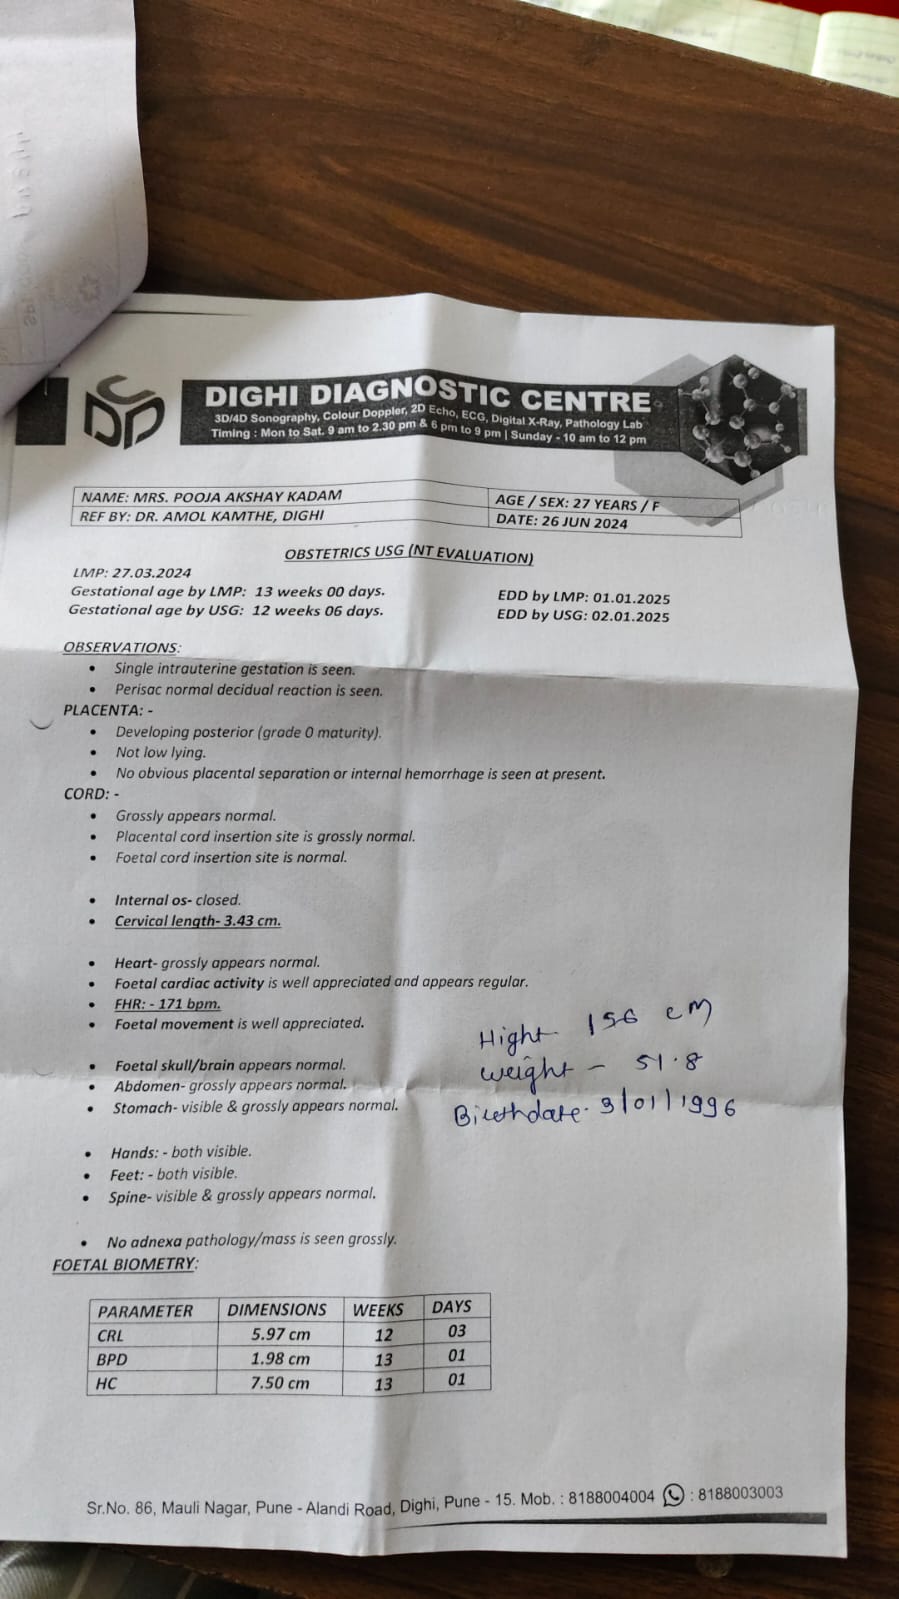 DIGHI DIAGNOSTIC CENTRE
3D/4D Sonography, Colour Doppler, 2D Echo, ECG, Digital X-Ray, Pathology Lab
Timing : Mon to Sat. 9 am to 2.30 pm & 6 pm to 9 pm | Sunday - 10 am to 12 pm
NAME: MRS. POOJA AKSHAY KADAM AGE / SEX: 27 YEARS / F
REF BY: DR. AMOL KAMTHE, DIGHI DATE: 26 JUN 2024
OBSTETRICS USG (NT EVALUATION)
LMP: 27.03.2024
Gestational age by LMP: 13 weeks 00 days. EDD by LMP: 01.01.2025
Gestational age by USG: 12 weeks 06 days. EDD by USG: 02.01.2025
OBSERVATIONS:
• Single intrauterine gestation is seen.
• Perisac normal decidual reaction is seen.
PLACENTA: -
• Developing posterior (grade 0 maturity).
• Not low lying.
• No obvious placental separation or internal hemorrhage is seen at present.
CORD: -
• Grossly appears normal.
• Placental cord insertion site is grossly normal.
• Foetal cord insertion site is normal.
• Internal os- closed.
• Cervical length- 3.43 cm.
• Heart- grossly appears normal.
• Foetal cardiac activity is well appreciated and appears regular.
• FHR: - 171 bpm.
• Foetal movement is well appreciated.
• Foetal skull/brain appears normal.
• Abdomen- grossly appears normal.
• Stomach- visible & grossly appears normal.
Hight- 156 cm
weight - 51.8
Birthdate- 3/01/1996
• Hands: - both visible.
• Feet: - both visible.
• Spine- visible & grossly appears normal.
• No adnexa pathology/mass is seen grossly.
FOETAL BIOMETRY:
PARAMETER DIMENSIONS WEEKS DAYS
CRL 5.97 cm 12 03
BPD 1.98 cm 13 01
HC 7.50 cm 13 01
Sr.No. 86, Mauli Nagar, Pune - Alandi Road, Dighi, Pune - 15. Mob. : 8188004004 : 8188003003